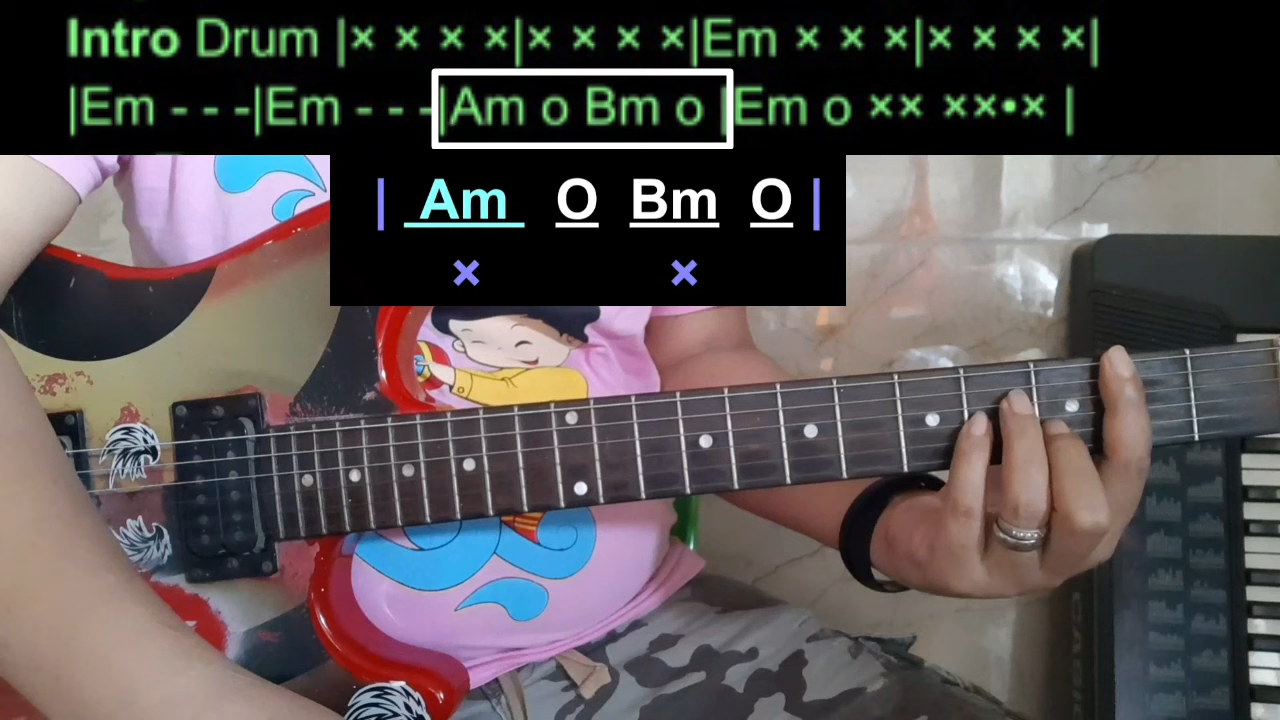 Intro Drum |× × × ×|× × × ×|Em × × ×|× × × ×|
|Em - - -|Em - - -|Am o Bm o |Em o ×× ××•× |
| Am O Bm O |
× ×